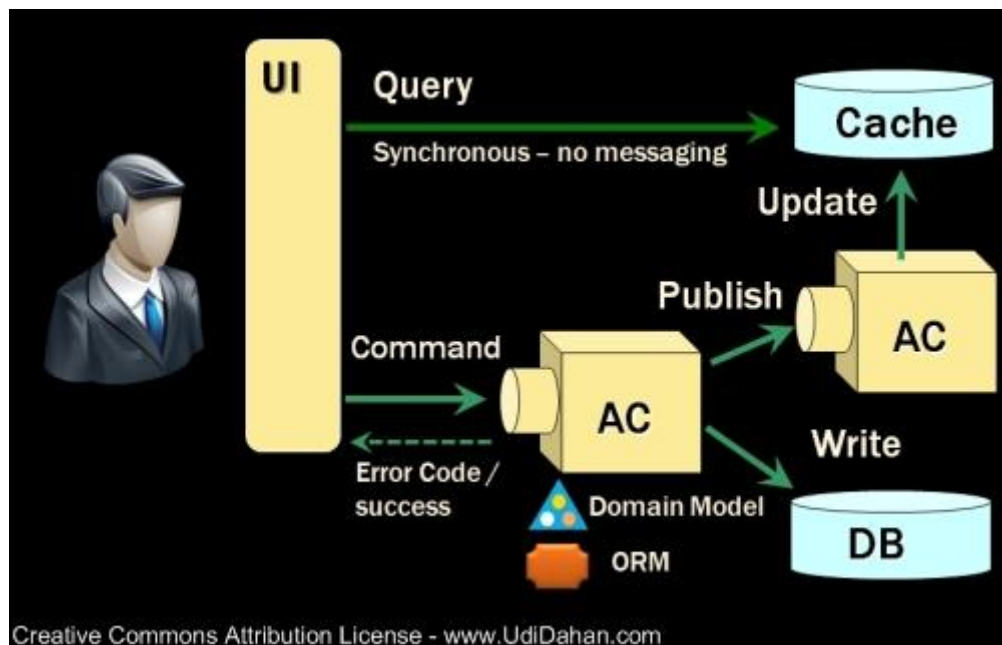 UI
Query
Synchronous – no messaging
Cache
Update
Publish
AC
Command
AC
Error Code /
success
Write
Domain Model
DB
ORM
Creative Commons Attribution License - www.UdiDahan.com